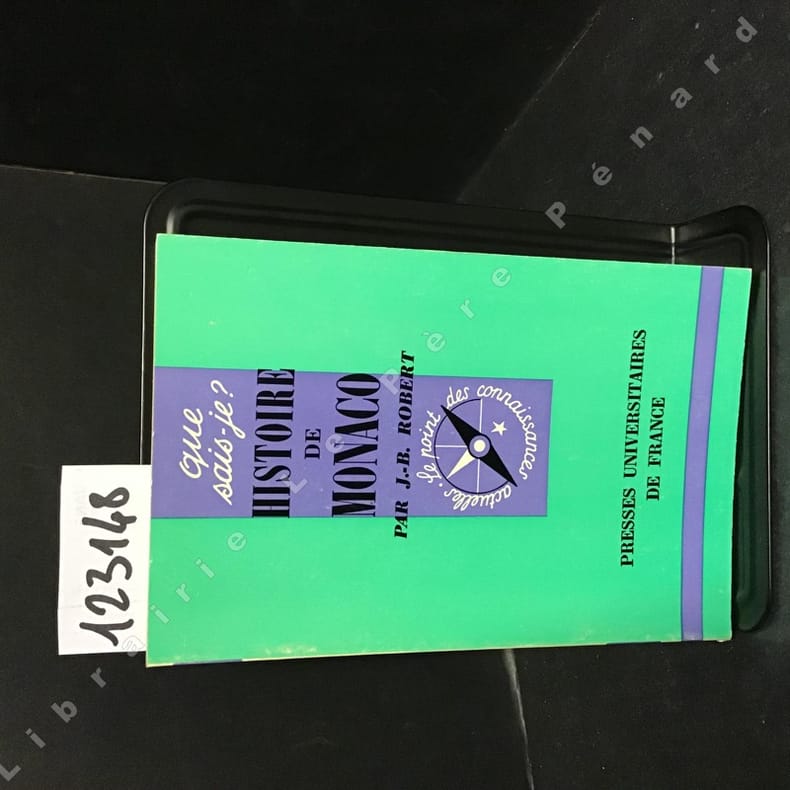 que
sais-je?
HISTOIRE
DE
MONACO
PAR J.-B. ROBERT
le point des connaissances actuelles
PRESSES UNIVERSITAIRES
DE FRANCE
123148
Librairie Le Père Pénard